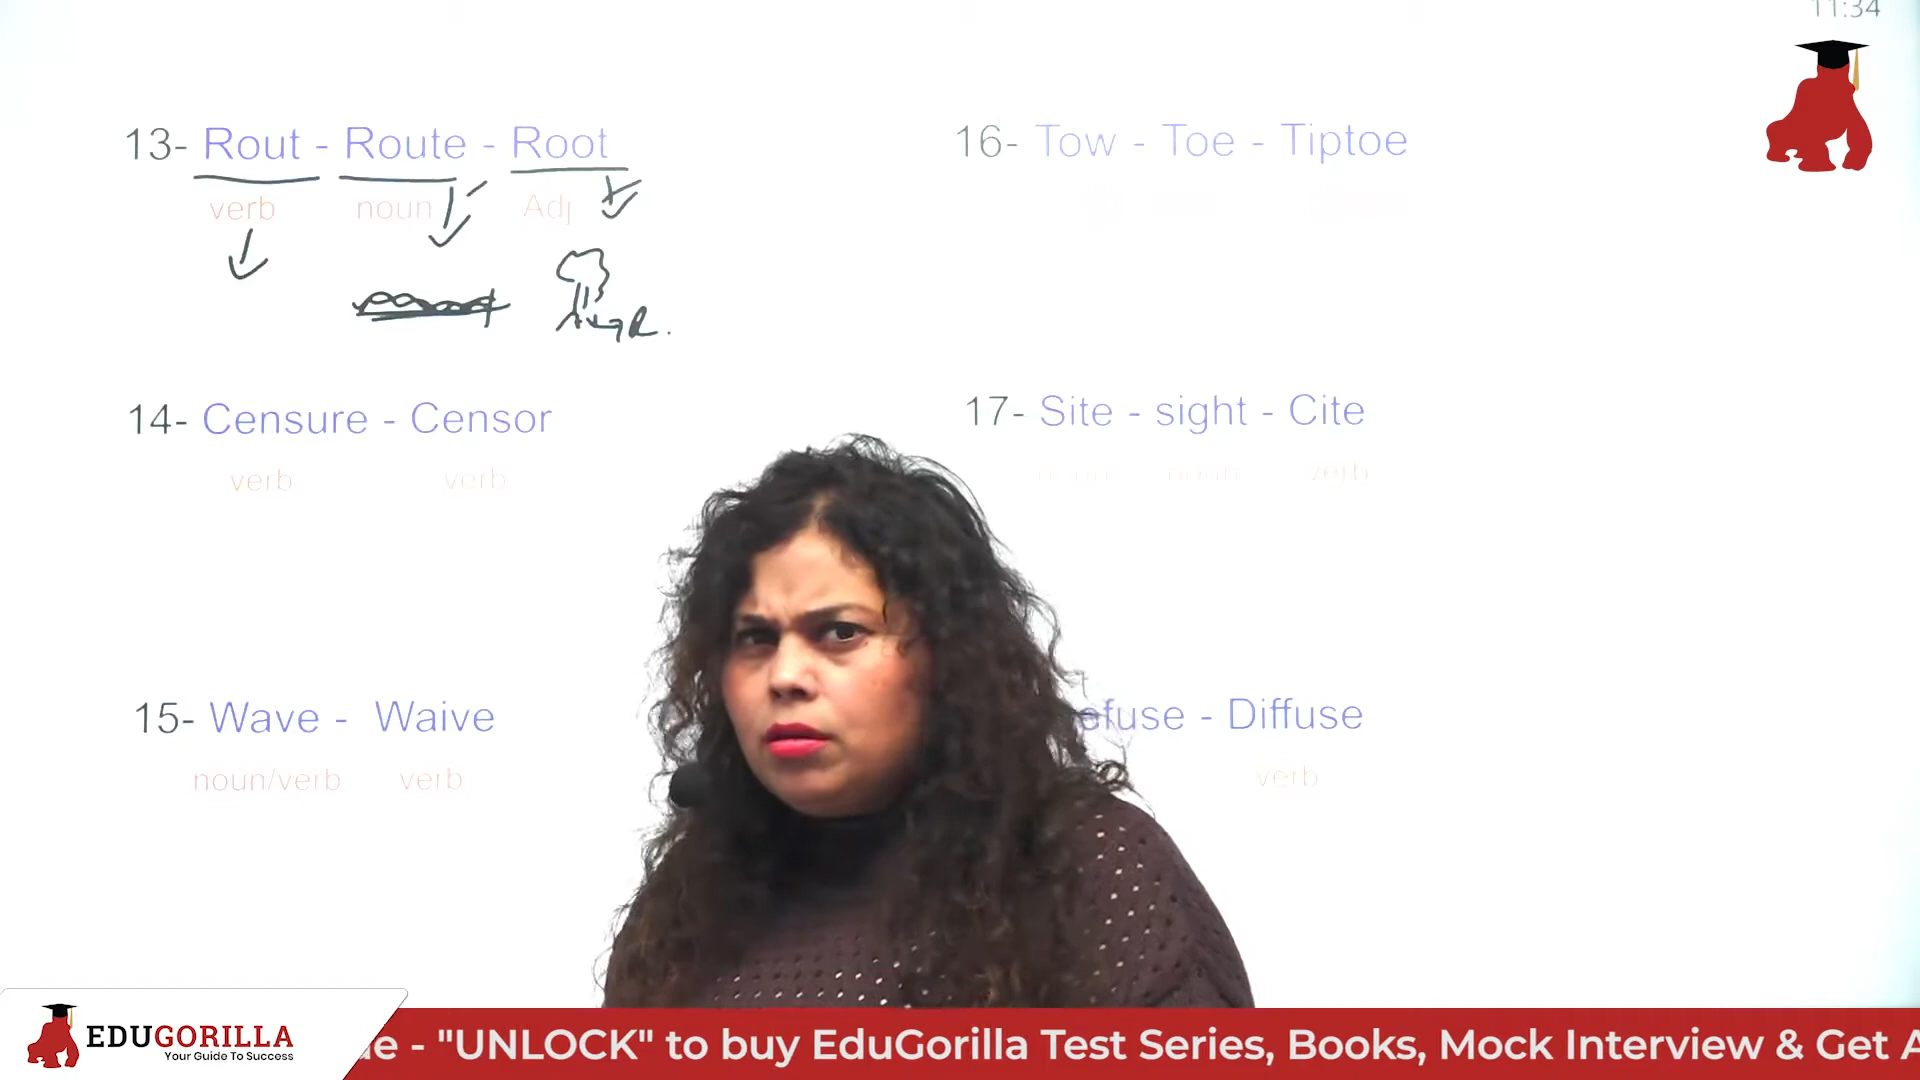 11:34
13- Rout - Route - Root
verb noun Adj
R.
14- Censure - Censor
verb verb
15- Wave - Waive
noun/verb verb
16- Tow - Toe - Tiptoe
17- Site - sight - Cite
noun noun verb
efuse - Diffuse
verb
EDUGORILLA
Your Guide To Success
e - "UNLOCK" to buy EduGorilla Test Series, Books, Mock Interview & Get A